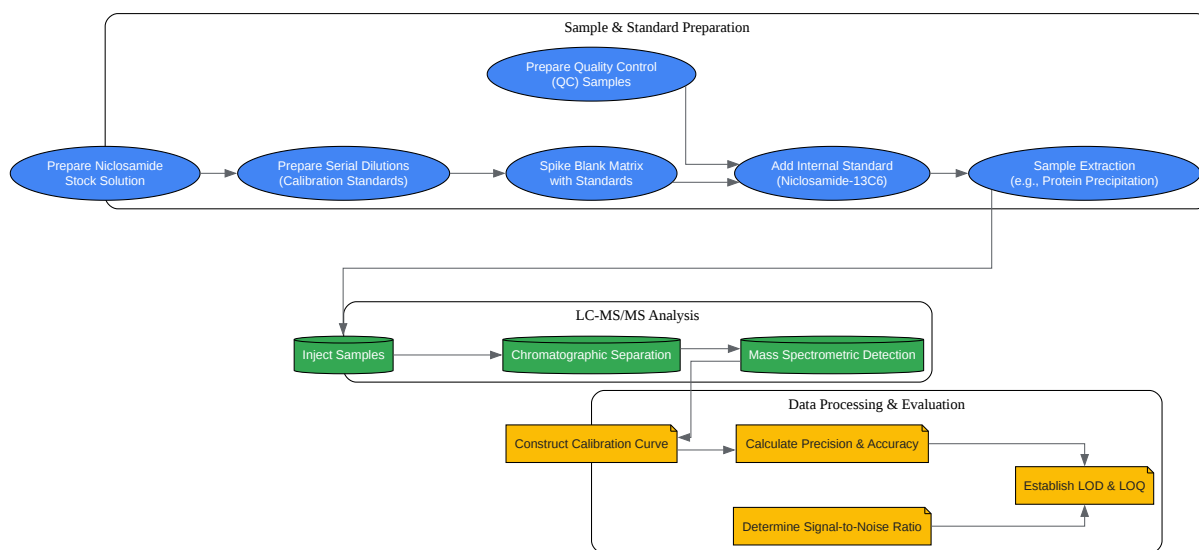 Sample & Standard Preparation
Prepare Quality Control
(QC) Samples
Prepare Niclosamide
Stock Solution
Prepare Serial Dilutions
(Calibration Standards)
Spike Blank Matrix
with Standards
Add Internal Standard
(Niclosamide-13C6)
Sample Extraction
(e.g., Protein Precipitation)
LC-MS/MS Analysis
Inject Samples
Chromatographic Separation
Mass Spectrometric Detection
Data Processing & Evaluation
Construct Calibration Curve
Calculate Precision & Accuracy
Establish LOD & LOQ
Determine Signal-to-Noise Ratio